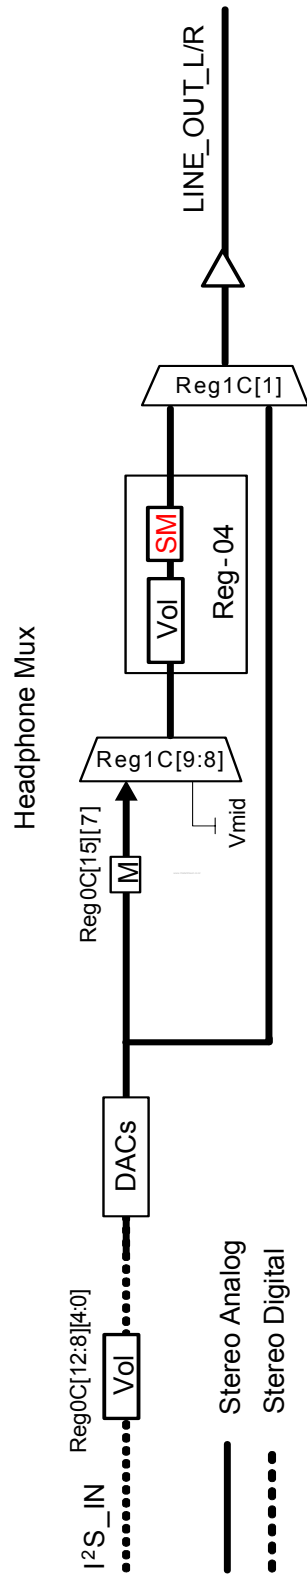 Headphone Mux
I²S_IN
Reg0C[12:8][4:0]
Vol
DACs
Reg0C[15][7]
M
Reg1C[9:8]
Vmid
Vol
SM
Reg-04
Reg1C[1]
LINE_OUT_L/R
Stereo Analog
Stereo Digital